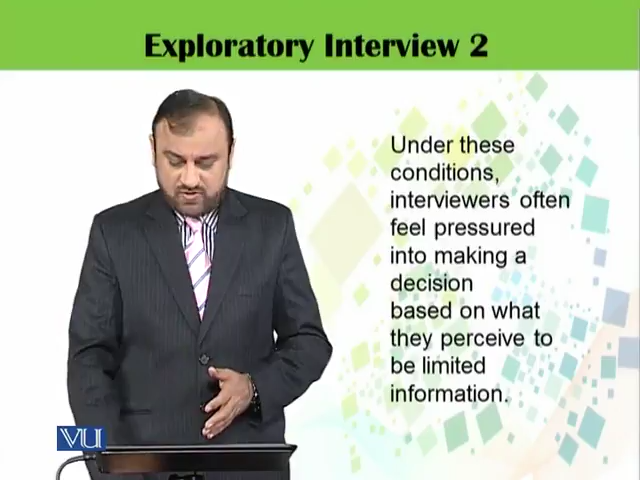 Exploratory Interview 2
Under these
conditions,
interviewers often
feel pressured
into making a
decision
based on what
they perceive to
be limited
information.
VU